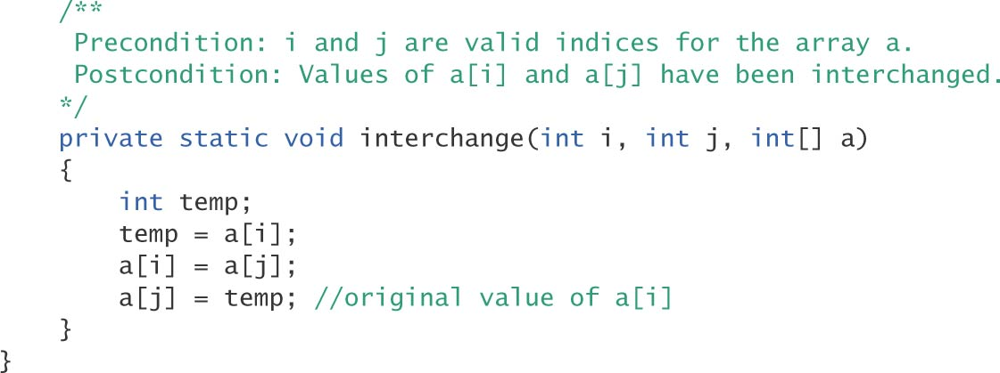 /**
Precondition: i and j are valid indices for the array a.
Postcondition: Values of a[i] and a[j] have been interchanged.
*/
private static void interchange(int i, int j, int[] a)
{
int temp;
temp = a[i];
a[i] = a[j];
a[j] = temp; //original value of a[i]
}
}